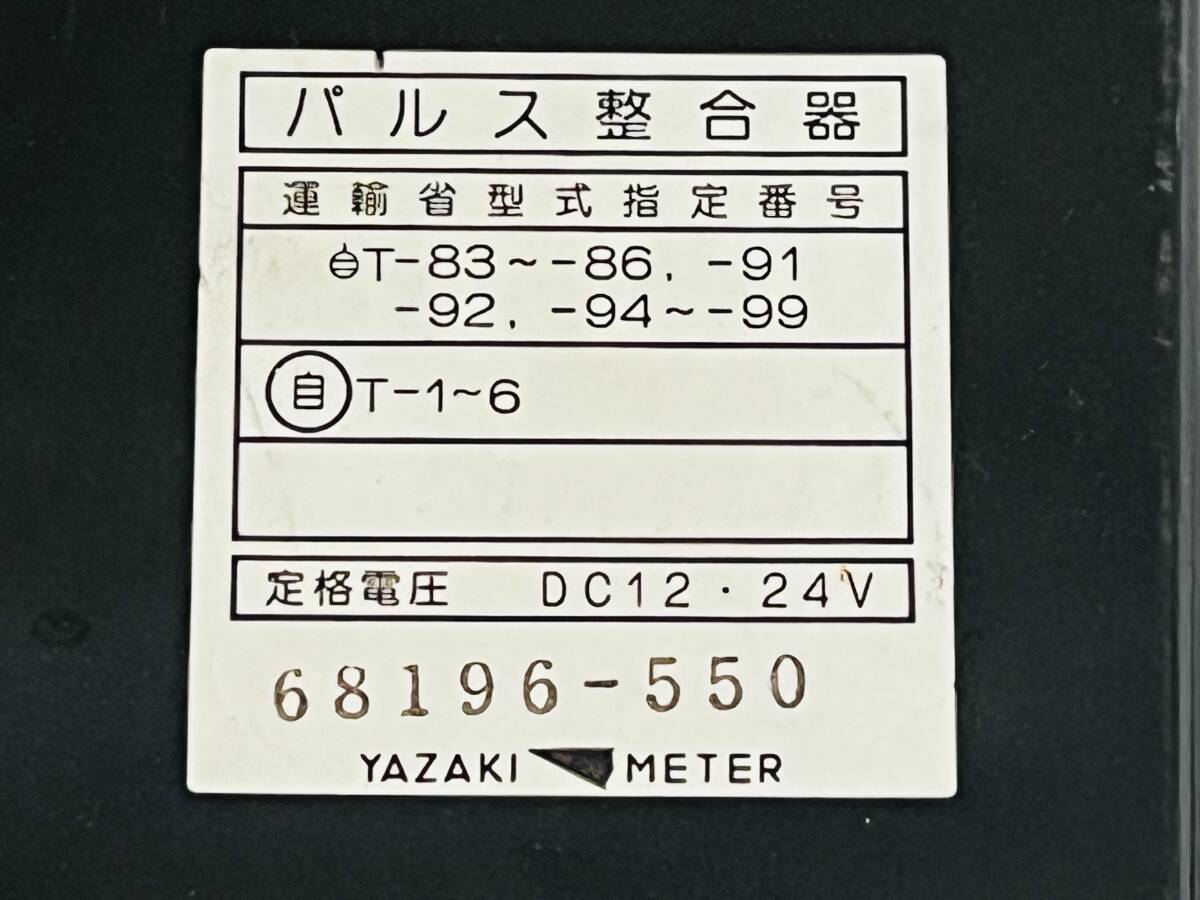 パルス整合器
運輸省型式指定番号
自T-83~-86, -91
-92, -94~-99
自T-1~6
定格電圧 DC12・24V
68196-550
YAZAKI METER